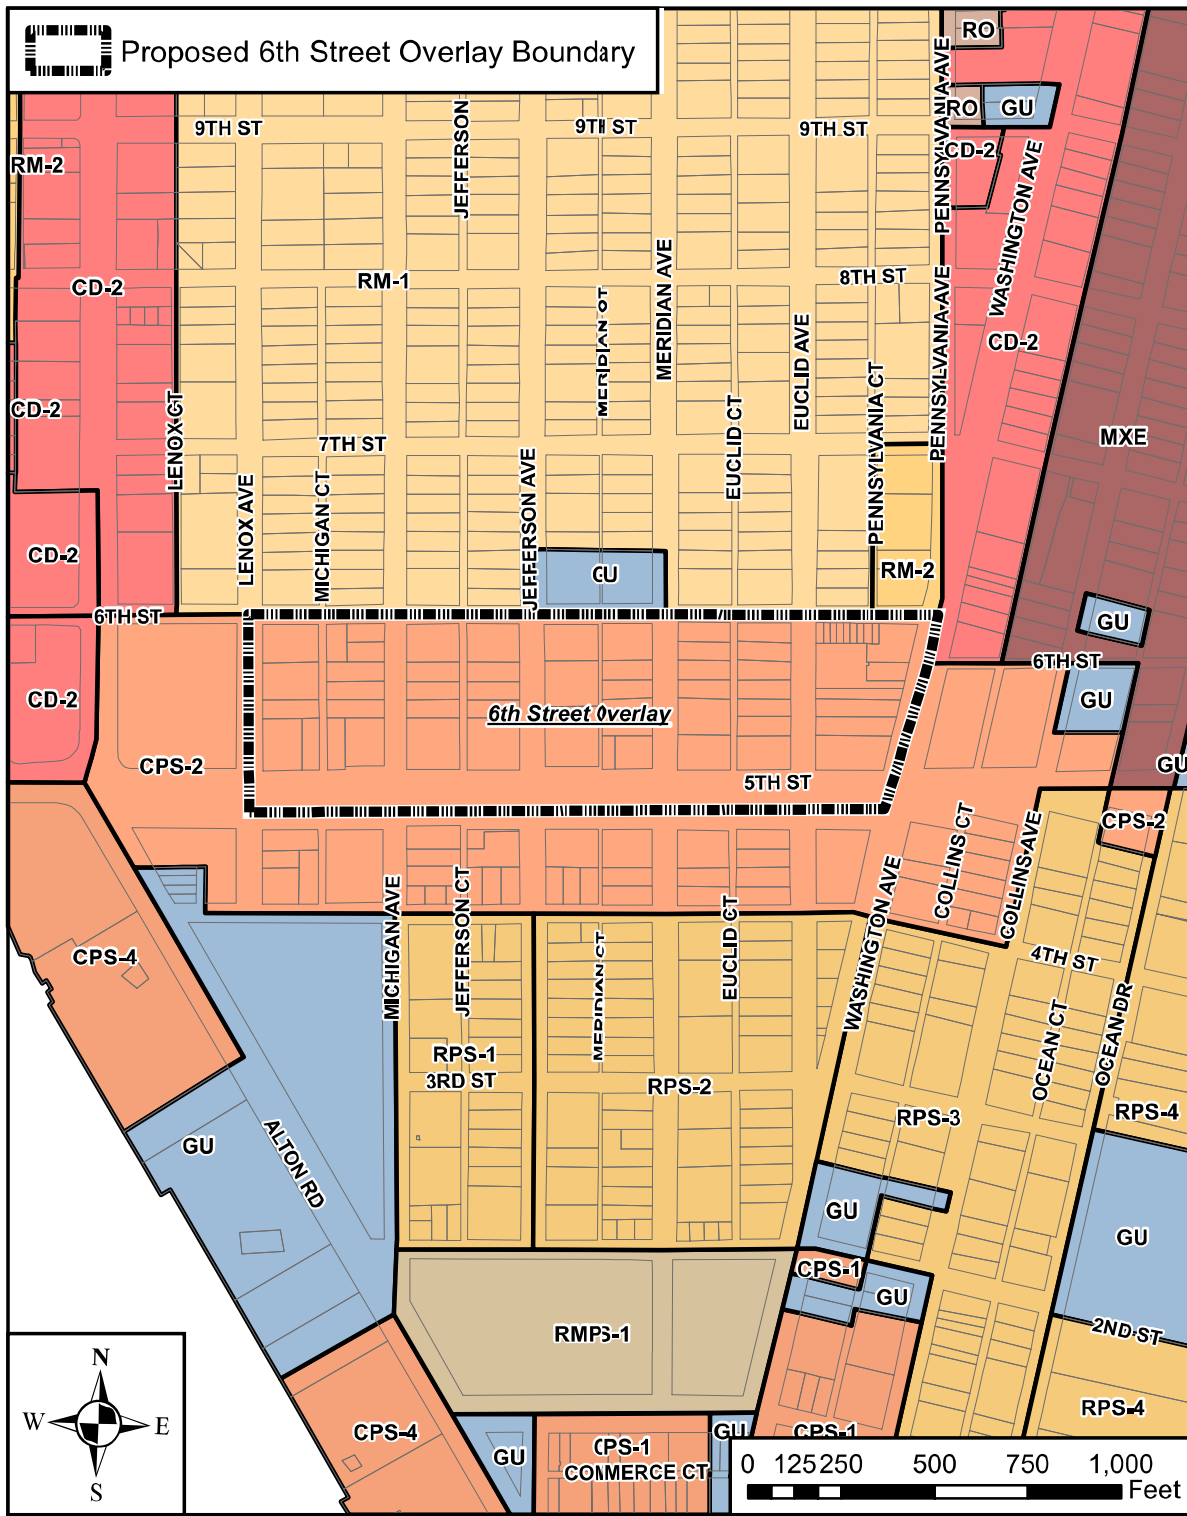 Proposed 6th Street Overlay Boundary
RO
RO
GU
9TH ST
9TH ST
9TH ST
JEFFERSON
PENNSYLVANIA AVE
CD-2
WASHINGTON AVE
RM-2
CD-2
RM-1
8TH ST
MERIDIAN CT
MERIDIAN AVE
EUCLID AVE
PENNSYLVANIA AVE
CD-2
CD-2
LENOX CT
7TH ST
EUCLID CT
PENNSYLVANIA CT
MXE
LENOX AVE
MICHIGAN CT
JEFFERSON AVE
CD-2
GU
RM-2
6TH ST
GU
6TH ST
CD-2
GU
6th Street Overlay
CPS-2
5TH ST
GU
CPS-2
COLLINS CT
COLLINS AVE
WASHINGTON AVE
MICHIGAN AVE
JEFFERSON CT
MERIDIAN CT
EUCLID CT
CPS-4
4TH ST
OCEAN CT
OCEAN DR
RPS-1
3RD ST
RPS-2
RPS-3
RPS-4
GU
ALTON RD
GU
GU
CPS-1
GU
RMPS-1
2ND ST
RPS-4
CPS-4
GU
CPS-1
COMMERCE CT
GU
CPS-1
N
W E
S
0 125 250 500 750 1,000
Feet